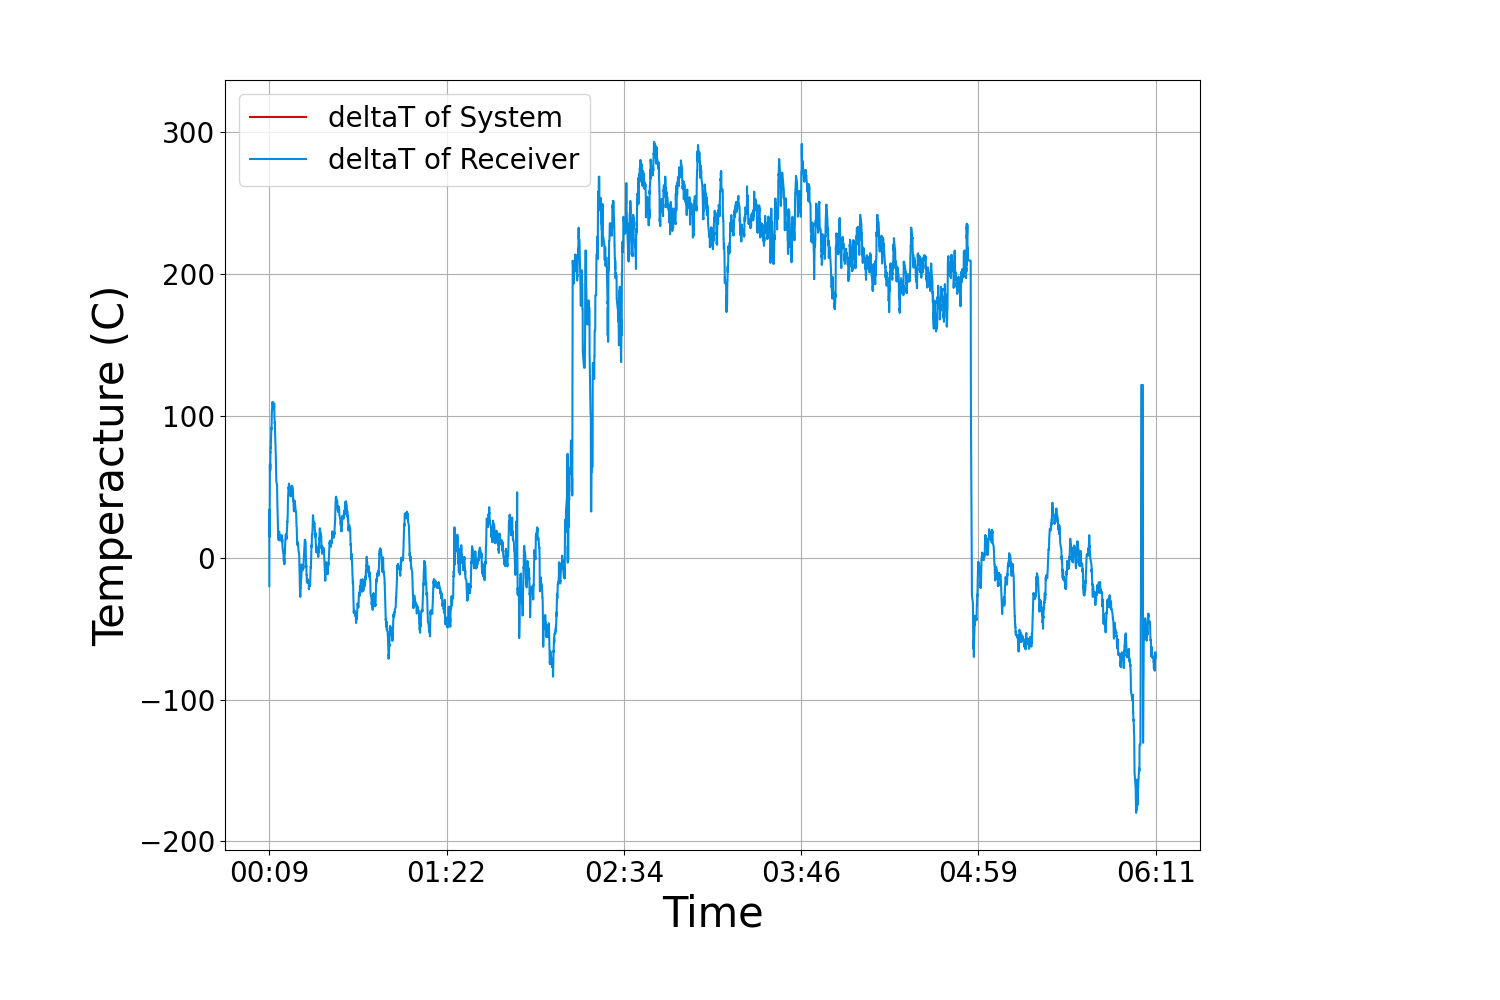 deltaT of System
deltaT of Receiver
300
200
100
0
−100
−200
Temperacture (C)
00:09 01:22 02:34 03:46 04:59 06:11
Time